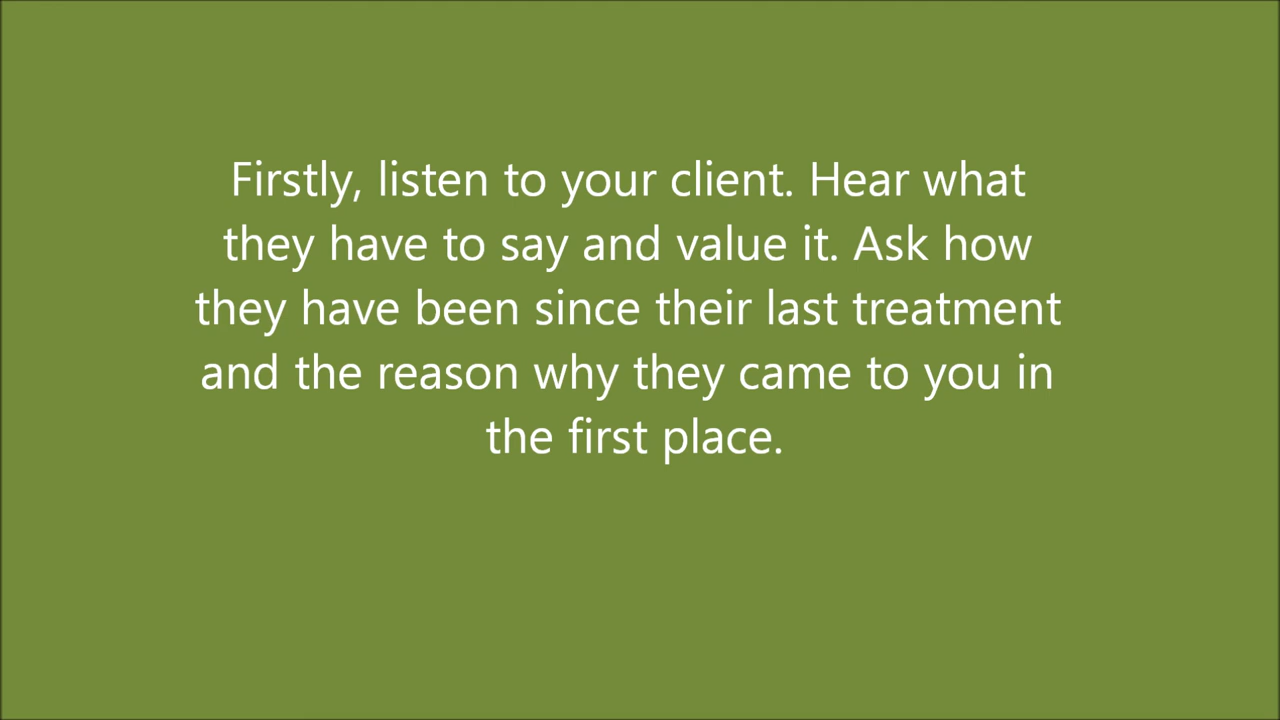 Firstly, listen to your client. Hear what
they have to say and value it. Ask how
they have been since their last treatment
and the reason why they came to you in
the first place.